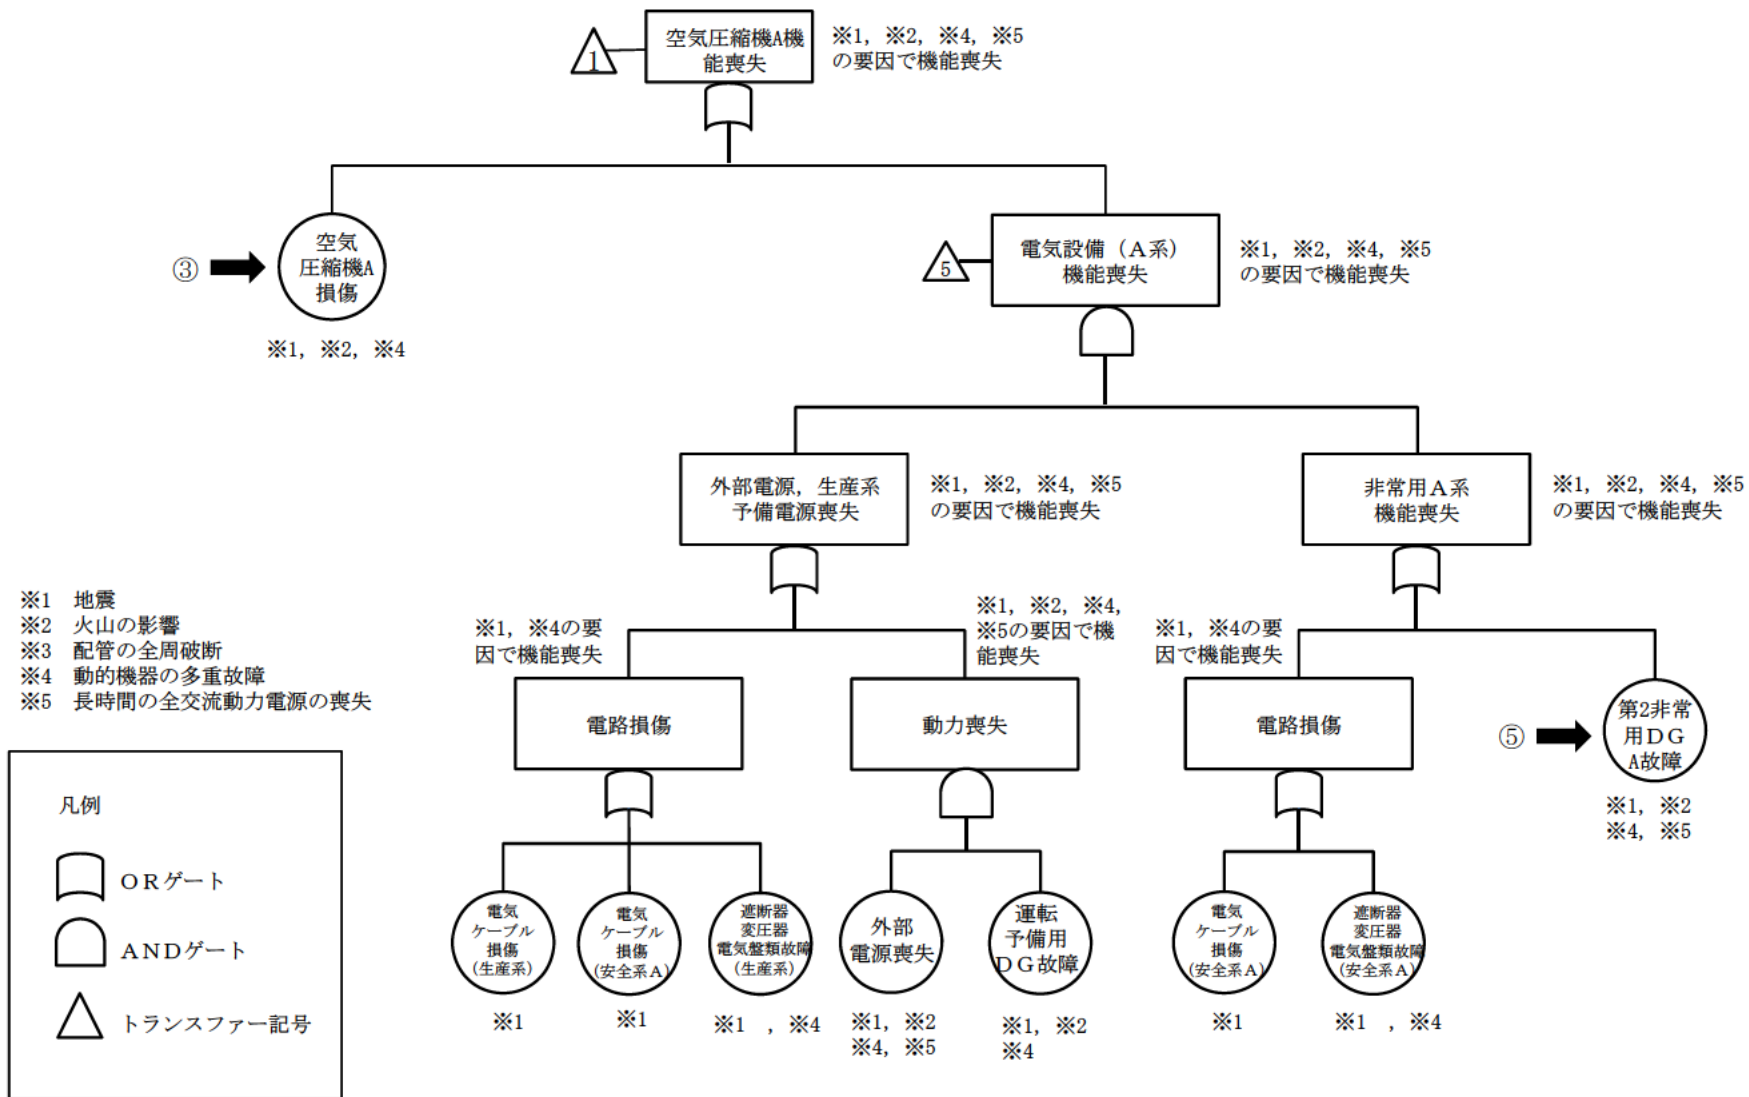 空気圧縮機A機
能喪失
1
※1, ※2, ※4, ※5
の要因で機能喪失
③
空気
圧縮機A
損傷
※1, ※2, ※4
5
電気設備（A系）
機能喪失
※1, ※2, ※4, ※5
の要因で機能喪失
外部電源，生産系
予備電源喪失
※1, ※2, ※4, ※5
の要因で機能喪失
非常用A系
機能喪失
※1, ※2, ※4, ※5
の要因で機能喪失
※1　地震
※2　火山の影響
※3　配管の全周破断
※4　動的機器の多重故障
※5　長時間の全交流動力電源の喪失
※1, ※4の要
因で機能喪失
電路損傷
※1, ※2, ※4,
※5の要因で機
能喪失
動力喪失
※1, ※4の要
因で機能喪失
電路損傷
⑤
第2非常
用DG
A故障
※1, ※2
※4, ※5
電気
ケーブル
損傷
(生産系)
※1
電気
ケーブル
損傷
(安全系A)
※1
遮断器
変圧器
電気盤類故障
(生産系)
※1 , ※4
外部
電源喪失
※1, ※2
※4, ※5
運転
予備用
DG故障
※1, ※2
※4
電気
ケーブル
損傷
(安全系A)
※1
遮断器
変圧器
電気盤類故障
(安全系A)
※1 , ※4
凡例
ORゲート
ANDゲート
トランスファー記号